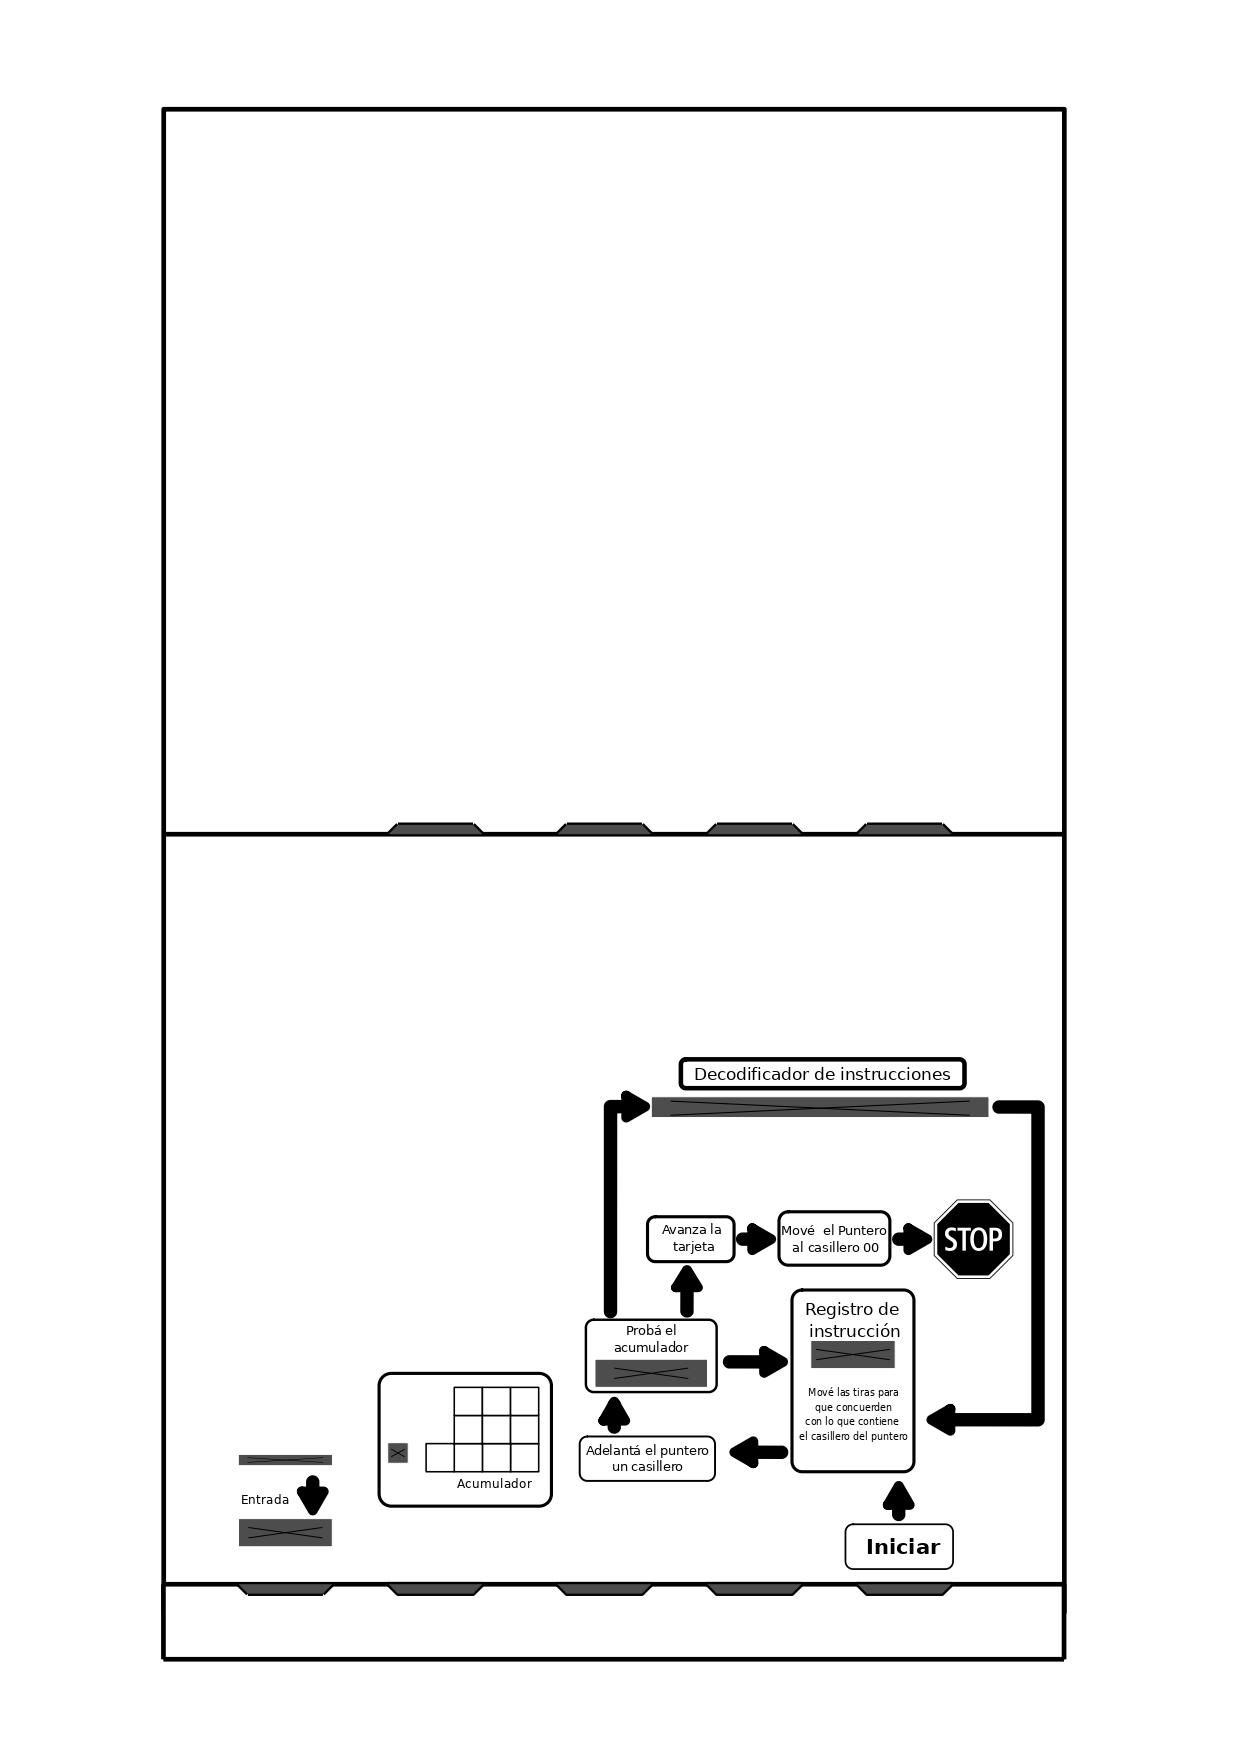 Decodificador de instrucciones
Avanza la
tarjeta
Mové el Puntero
al casillero 00
STOP
Probá el
acumulador
Registro de
instrucción
Mové las tiras para
que concuerden
con lo que contiene
el casillero del puntero
Adelantá el puntero
un casillero
Acumulador
Entrada
Iniciar